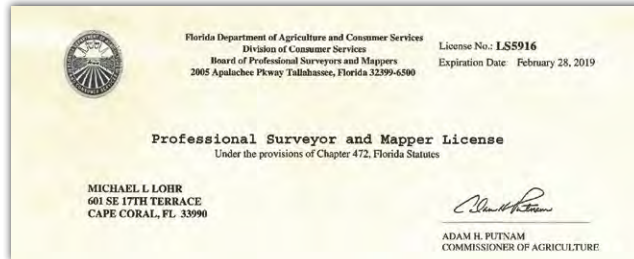 Florida Department of Agriculture and Consumer Services
Division of Consumer Services
Board of Professional Surveyors and Mappers
2005 Apalachee Pkway Tallahassee, Florida 32399-6500
License No.: LS5916
Expiration Date February 28, 2019
Professional Surveyor and Mapper License
Under the provisions of Chapter 472, Florida Statutes
MICHAEL L LOHR
601 SE 17TH TERRACE
CAPE CORAL, FL 33990
ADAM H. PUTNAM
COMMISSIONER OF AGRICULTURE